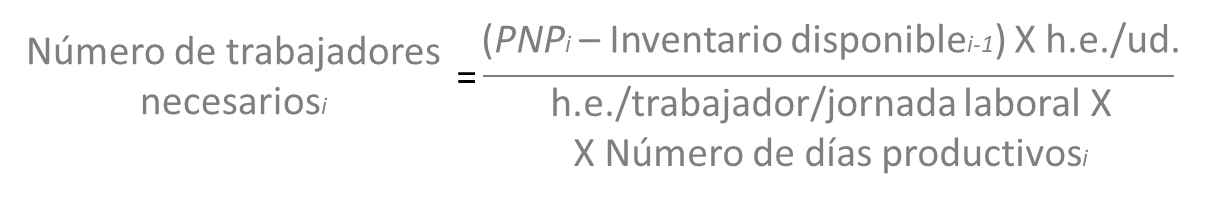 Número de trabajadores
necesariosi
=
(PNPi – Inventario disponiblei-1) X h.e./ud.
h.e./trabajador/jornada laboral X
X Número de días productivosi